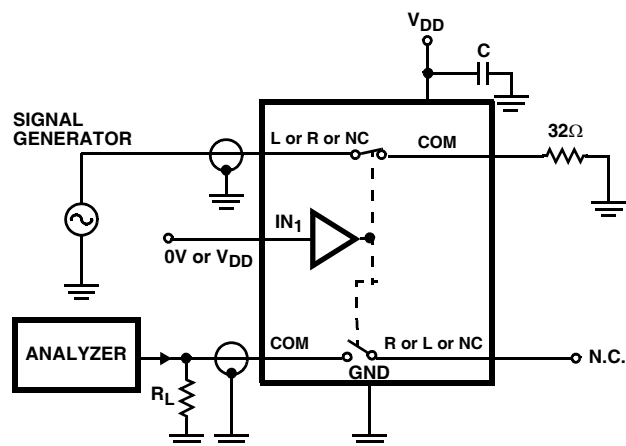 V_DD
C
SIGNAL
GENERATOR
L or R or NC
COM
32Ω
IN_1
0V or V_DD
ANALYZER
COM
R or L or NC
N.C.
GND
R_L